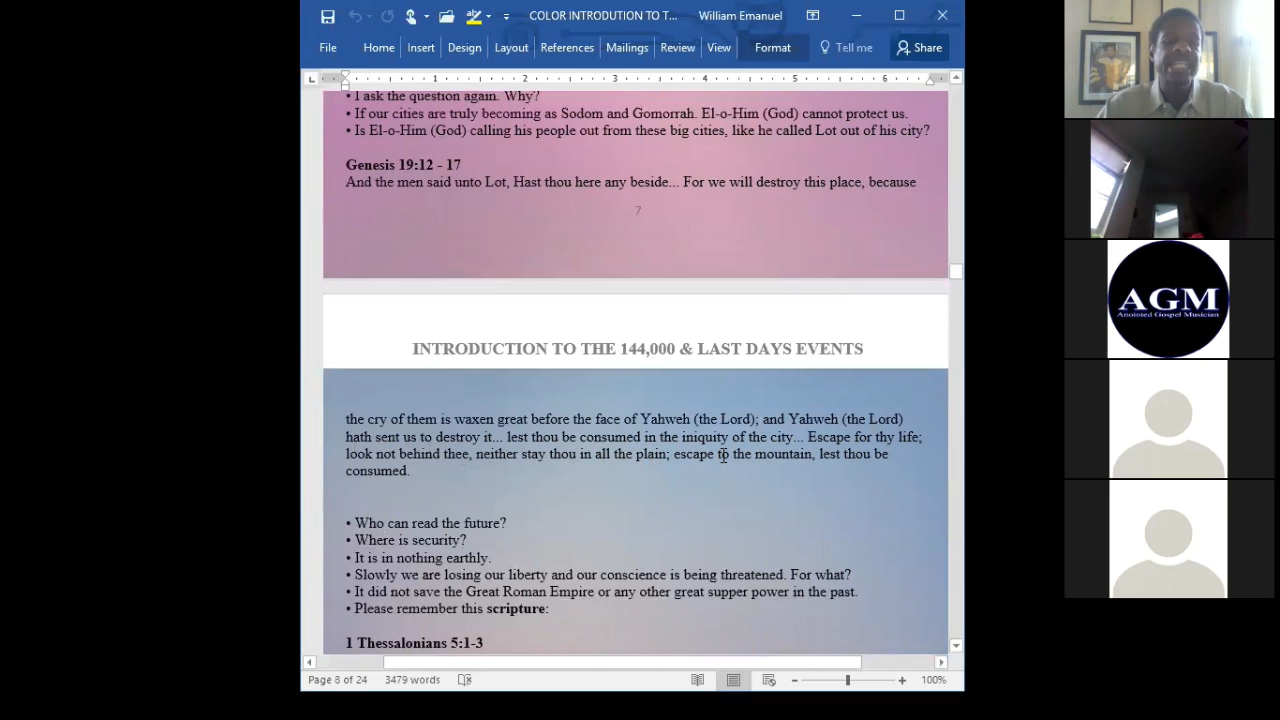 COLOR INTRODUTION TO T...
William Emanuel
File
Home
Insert
Design
Layout
References
Mailings
Review
View
Format
Tell me
Share
1
2
3
4
5
6
• I ask the question again. Why?
• If our cities are truly becoming as Sodom and Gomorrah. El-o-Him (God) cannot protect us.
• Is El-o-Him (God) calling his people out from these big cities, like he called Lot out of his city?
Genesis 19:12 - 17
And the men said unto Lot, Hast thou here any beside... For we will destroy this place, because
7
INTRODUCTION TO THE 144,000 & LAST DAYS EVENTS
the cry of them is waxen great before the face of Yahweh (the Lord); and Yahweh (the Lord)
hath sent us to destroy it... lest thou be consumed in the iniquity of the city... Escape for thy life;
look not behind thee, neither stay thou in all the plain; escape to the mountain, lest thou be
consumed.
• Who can read the future?
• Where is security?
• It is in nothing earthly.
• Slowly we are losing our liberty and our conscience is being threatened. For what?
• It did not save the Great Roman Empire or any other great supper power in the past.
• Please remember this scripture:
1 Thessalonians 5:1-3
Page 8 of 24
3479 words
100%
AGM
Anointed Gospel Musician